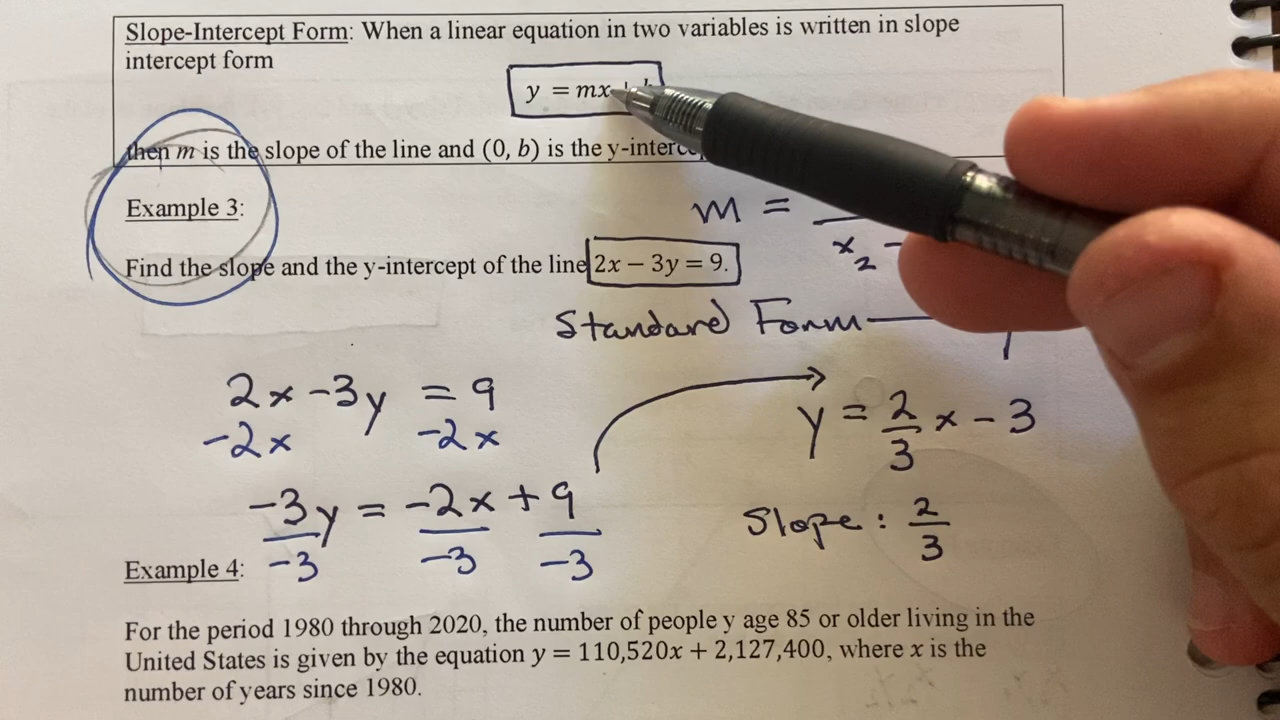 Slope-Intercept Form: When a linear equation in two variables is written in slope
intercept form
y = mx
then m is the slope of the line and (0, b) is the
Example 3:
m =
x₂ -
Find the slope and the y-intercept of the line 2x − 3y = 9.
Standard Form
2x - 3y = 9
-2x -2x
y = 2/3 x - 3
-3y = -2x + 9
-3 -3 -3
Slope: 2/3
Example 4:
For the period 1980 through 2020, the number of people y age 85 or older living in the
United States is given by the equation y = 110,520x + 2,127,400, where x is the
number of years since 1980.